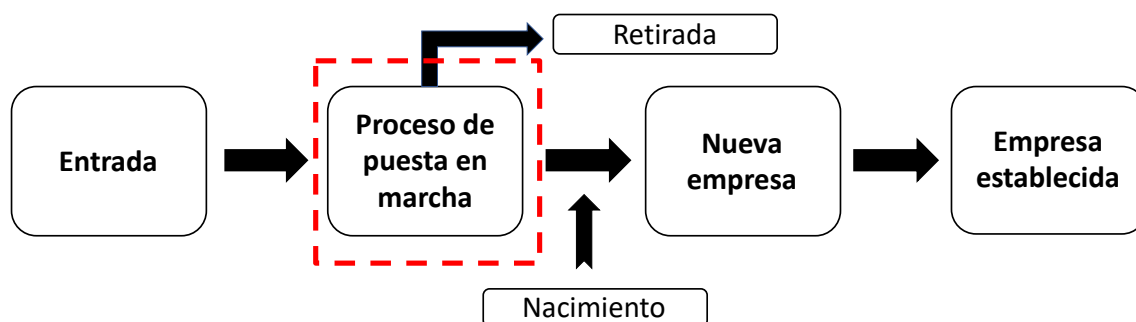 Retirada
Entrada
Proceso de
puesta en
marcha
Nueva
empresa
Empresa
establecida
Nacimiento